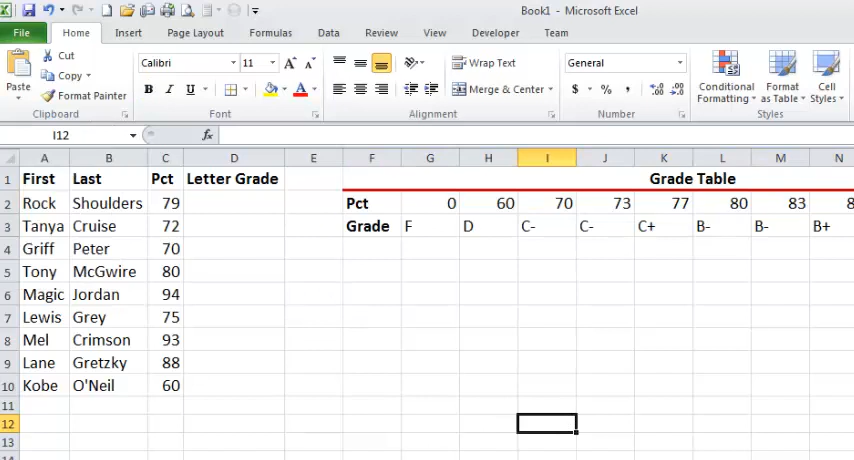 Book1 - Microsoft Excel
File Home Insert Page Layout Formulas Data Review View Developer Team
Cut
Copy
Format Painter
Paste
Calibri 11
B I U
Wrap Text
Merge & Center
General
$ % , .00
Conditional Formatting
Format as Table
Cell Styles
Clipboard Font Alignment Number Styles
I12 fx
A B C D E F G H I J K L M N
1 First Last Pct Letter Grade Grade Table
2 Rock Shoulders 79 Pct 0 60 70 73 77 80 83
3 Tanya Cruise 72 Grade F D C- C- C+ B- B- B+
4 Griff Peter 70
5 Tony McGwire 80
6 Magic Jordan 94
7 Lewis Grey 75
8 Mel Crimson 93
9 Lane Gretzky 88
10 Kobe O'Neil 60
11
12
13